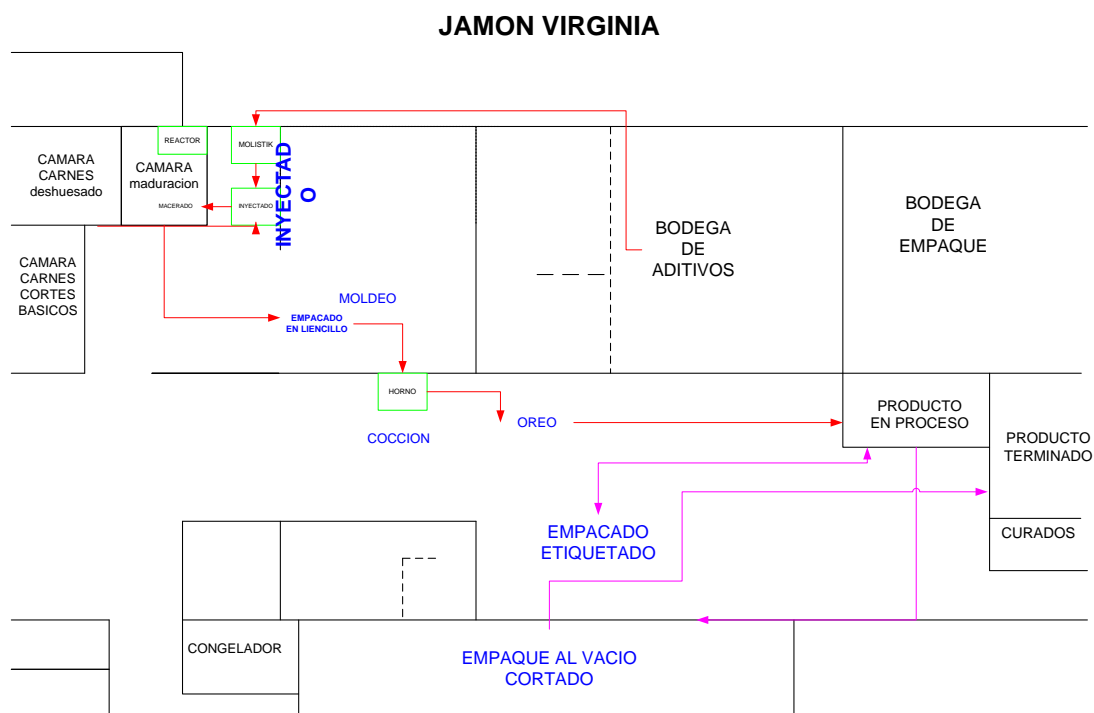 JAMON VIRGINIA
REACTOR
MOLISTIK
CAMARA
CARNES
deshuesado
CAMARA
maduracion
MACERADO
INYECTADO
INYECTAD
O
BODEGA
DE
ADITIVOS
BODEGA
DE
EMPAQUE
CAMARA
CARNES
CORTES
BASICOS
MOLDEO
EMPACADO
EN LIENCILLO
HORNO
COCCION
OREO
PRODUCTO
EN PROCESO
PRODUCTO
TERMINADO
EMPACADO
ETIQUETADO
CURADOS
CONGELADOR
EMPAQUE AL VACIO
CORTADO